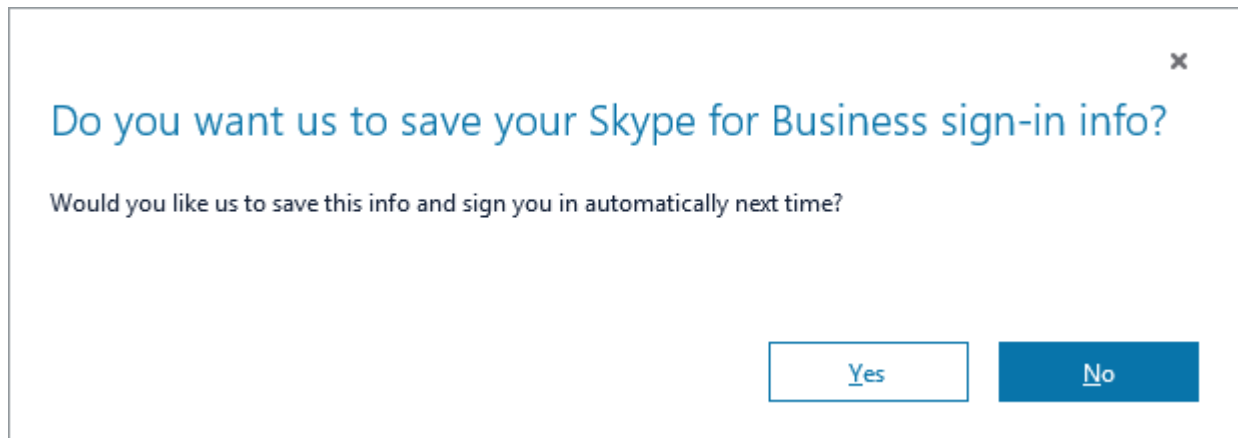 Do you want us to save your Skype for Business sign-in info?
Would you like us to save this info and sign you in automatically next time?
Yes
No